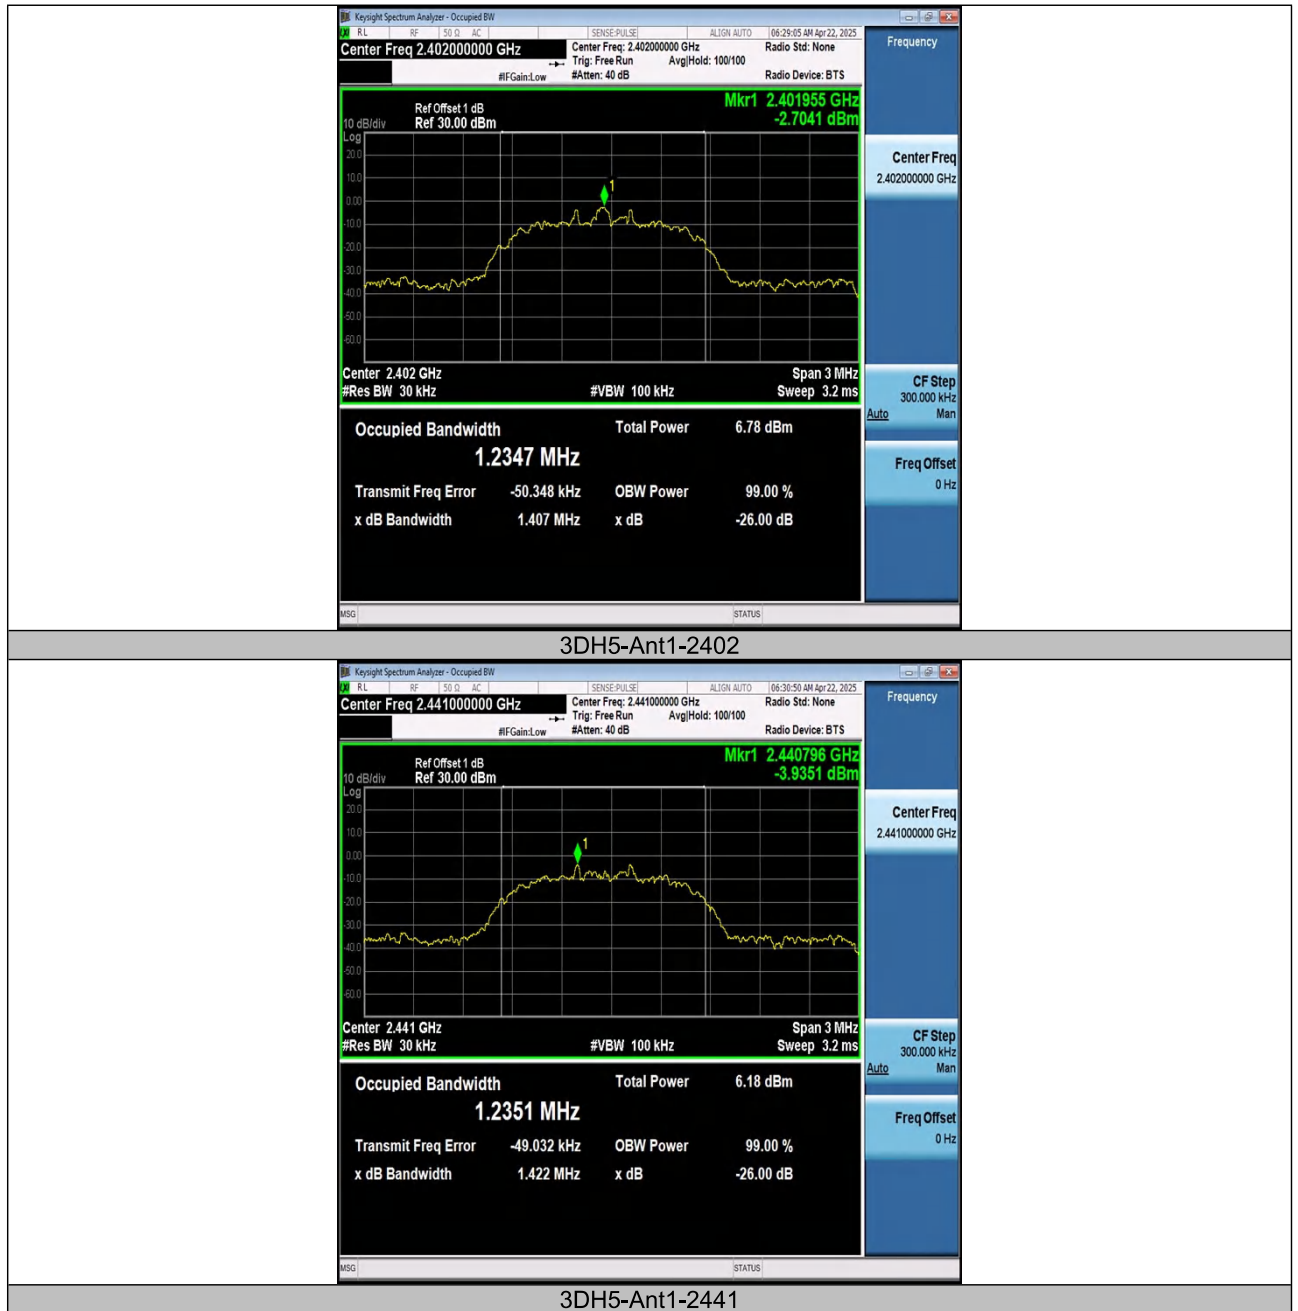 Keysight Spectrum Analyzer - Occupied BW
RL RF 50 Ω AC SENSE:PULSE ALIGN AUTO 06:29:05 AM Apr 22, 2025
Center Freq 2.402000000 GHz Center Freq: 2.402000000 GHz Radio Std: None Frequency
Trig: Free Run Avg|Hold: 100/100
#IFGain:Low #Atten: 40 dB Radio Device: BTS
Mkr1 2.401955 GHz
-2.7041 dBm
Ref Offset 1 dB
10 dB/div Ref 30.00 dBm
Log
20.0
10.0
0.00
-10.0
-20.0
-30.0
-40.0
-50.0
-60.0
1
Center 2.402 GHz Span 3 MHz
#Res BW 30 kHz #VBW 100 kHz Sweep 3.2 ms
Center Freq
2.402000000 GHz
CF Step
300.000 kHz
Auto Man
Freq Offset
0 Hz
Occupied Bandwidth Total Power 6.78 dBm
1.2347 MHz
Transmit Freq Error -50.348 kHz OBW Power 99.00 %
x dB Bandwidth 1.407 MHz x dB -26.00 dB
MSG STATUS
3DH5-Ant1-2402
Keysight Spectrum Analyzer - Occupied BW
RL RF 50 Ω AC SENSE:PULSE ALIGN AUTO 06:30:50 AM Apr 22, 2025
Center Freq 2.441000000 GHz Center Freq: 2.441000000 GHz Radio Std: None Frequency
Trig: Free Run Avg|Hold: 100/100
#IFGain:Low #Atten: 40 dB Radio Device: BTS
Mkr1 2.440796 GHz
-3.9351 dBm
Ref Offset 1 dB
10 dB/div Ref 30.00 dBm
Log
20.0
10.0
0.00
-10.0
-20.0
-30.0
-40.0
-50.0
-60.0
1
Center 2.441 GHz Span 3 MHz
#Res BW 30 kHz #VBW 100 kHz Sweep 3.2 ms
Center Freq
2.441000000 GHz
CF Step
300.000 kHz
Auto Man
Freq Offset
0 Hz
Occupied Bandwidth Total Power 6.18 dBm
1.2351 MHz
Transmit Freq Error -49.032 kHz OBW Power 99.00 %
x dB Bandwidth 1.422 MHz x dB -26.00 dB
MSG STATUS
3DH5-Ant1-2441